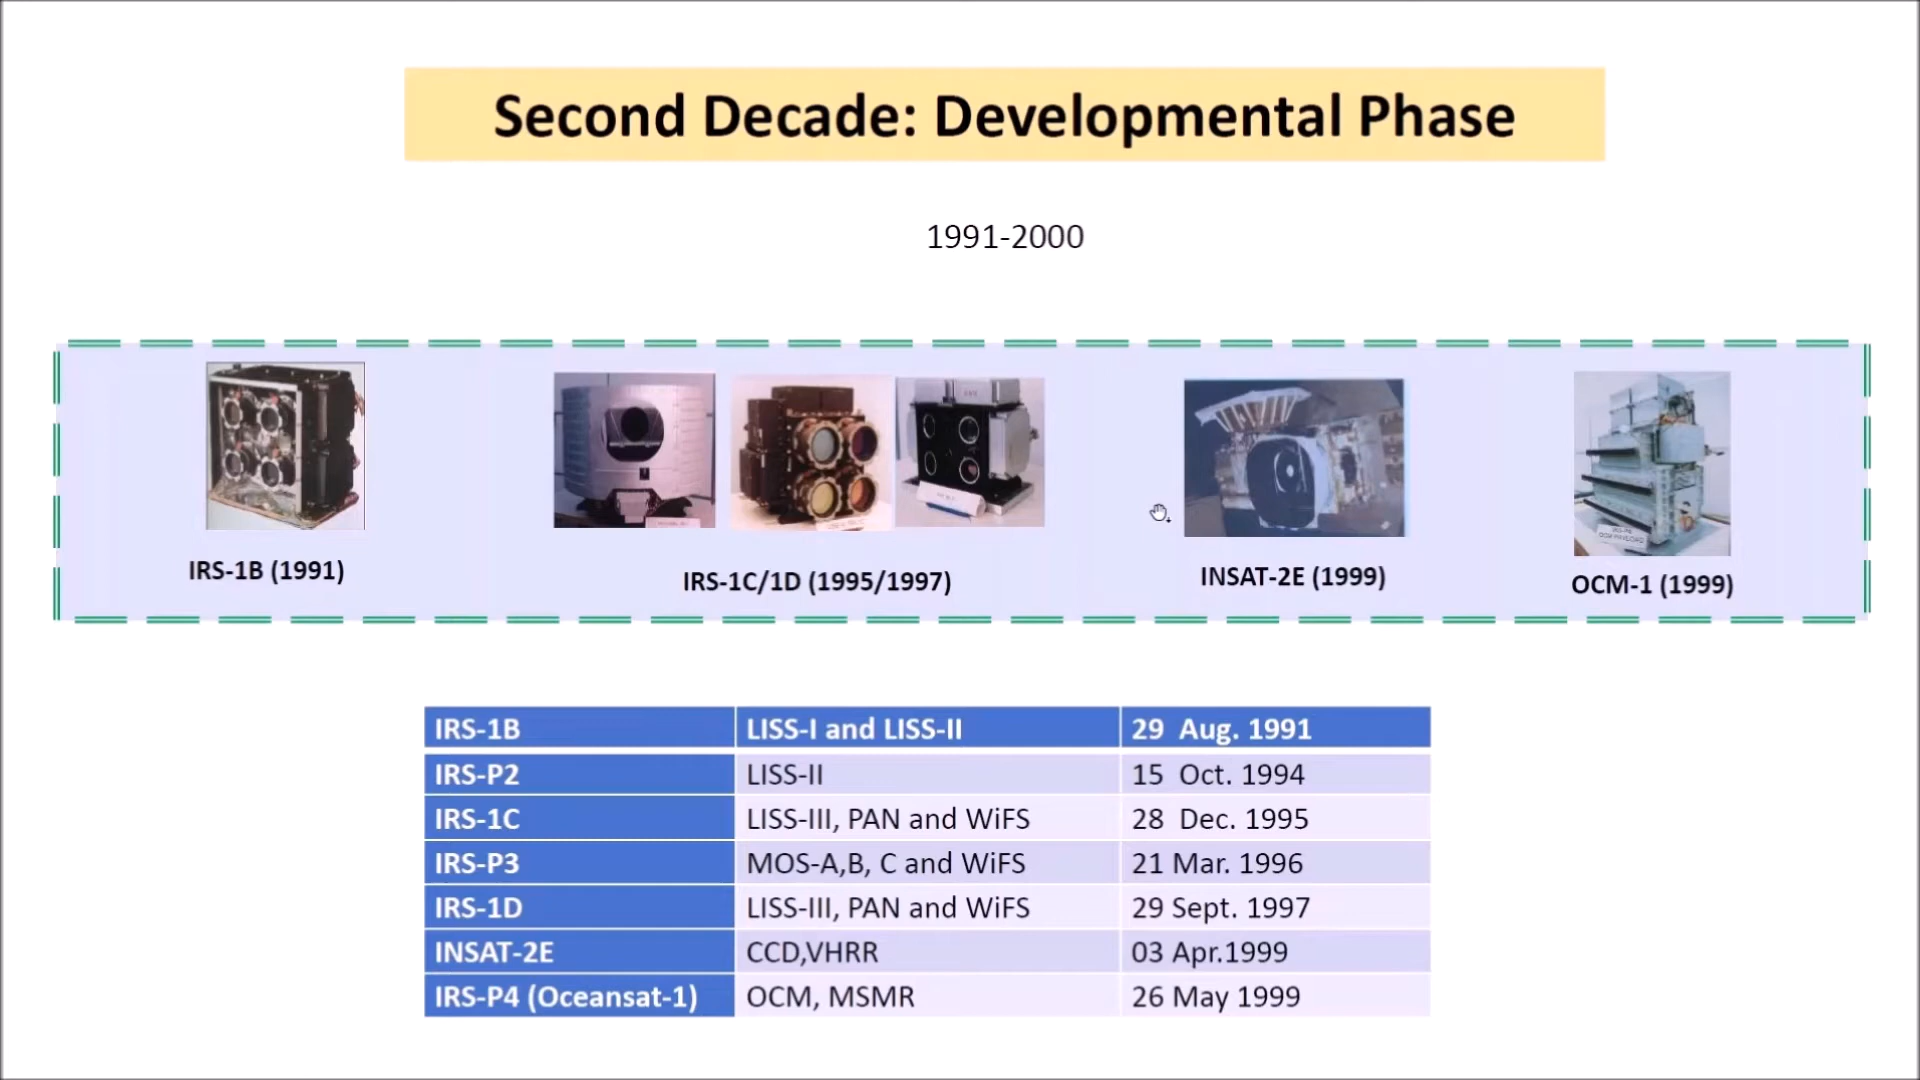 Second Decade: Developmental Phase
1991-2000
IRS-1B (1991)
IRS-1C/1D (1995/1997)
INSAT-2E (1999)
OCM-1 (1999)
IRS-1B LISS-I and LISS-II 29 Aug. 1991
IRS-P2 LISS-II 15 Oct. 1994
IRS-1C LISS-III, PAN and WiFS 28 Dec. 1995
IRS-P3 MOS-A,B, C and WiFS 21 Mar. 1996
IRS-1D LISS-III, PAN and WiFS 29 Sept. 1997
INSAT-2E CCD,VHRR 03 Apr.1999
IRS-P4 (Oceansat-1) OCM, MSMR 26 May 1999